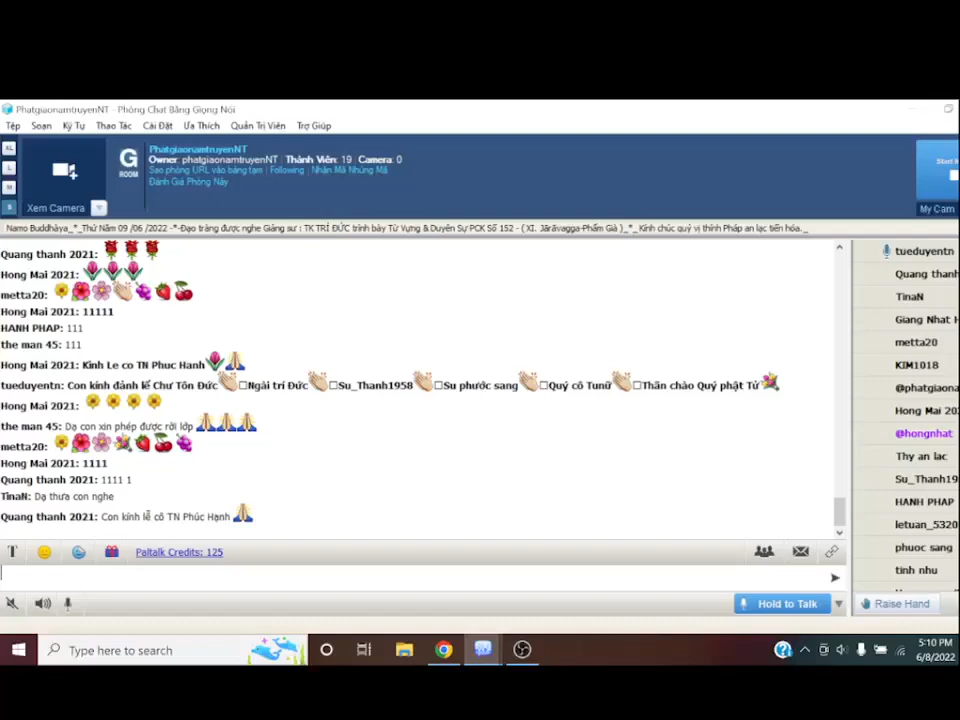 PhatgiaonamtruyenNT - Phòng Chat Bằng Giọng Nói
Tệp Soạn Ký Tự Thao Tác Cài Đặt Ưa Thích Quản Trị Viên Trợ Giúp
XL
L
M
S
Xem Camera
G
ROOM
PhatgiaonamtruyenNT
Owner: phatgiaonamtruyenNT | Thành Viên: 19 Camera: 0
Sao phỏng URL vào bảng tạm | Following | Nhận Mã Nhúng Mã
Đánh Giá Phòng Này
Start
My Cam
Namo Buddhàya_*_Thứ Năm 09 /06 /2022 -*-Đạo tràng được nghe Giảng sư : TK TRÍ ĐỨC trình bày Từ Vựng & Duyên Sự PCK Số 152 - ( XI. Jārāvagga-Phẩm Già )_*_Kính chúc quý vị thính Pháp an lạc tiến hóa._
Quang thanh 2021:
Hong Mai 2021:
metta20:
Hong Mai 2021: 11111
HANH PHAP: 111
the man 45: 111
Hong Mai 2021: Kinh Le co TN Phuc Hanh
tueduyentn: Con kính đảnh lễ Chư Tôn Đức Ngài trí Đức Su_Thanh1958 Su phước sang Quý cô Tunữ Thân chào Quý phật Tử
Hong Mai 2021:
the man 45: Dạ con xin phép được rời lớp
metta20:
Hong Mai 2021: 1111
Quang thanh 2021: 1111 1
TinaN: Dạ thưa con nghe
Quang thanh 2021: Con kính lễ cô TN Phúc Hạnh
tueduyentn
Quang thanh
TinaN
Giang Nhat H
metta20
KIM1018
@phatgiaona
Hong Mai 202
@hongnhat
Thy an lac
Su_Thanh19
HANH PHAP
letuan_5320
phuoc sang
tinh nhu
T Paltalk Credits: 125
Hold to Talk
Raise Hand
Type here to search
5:10 PM
6/8/2022